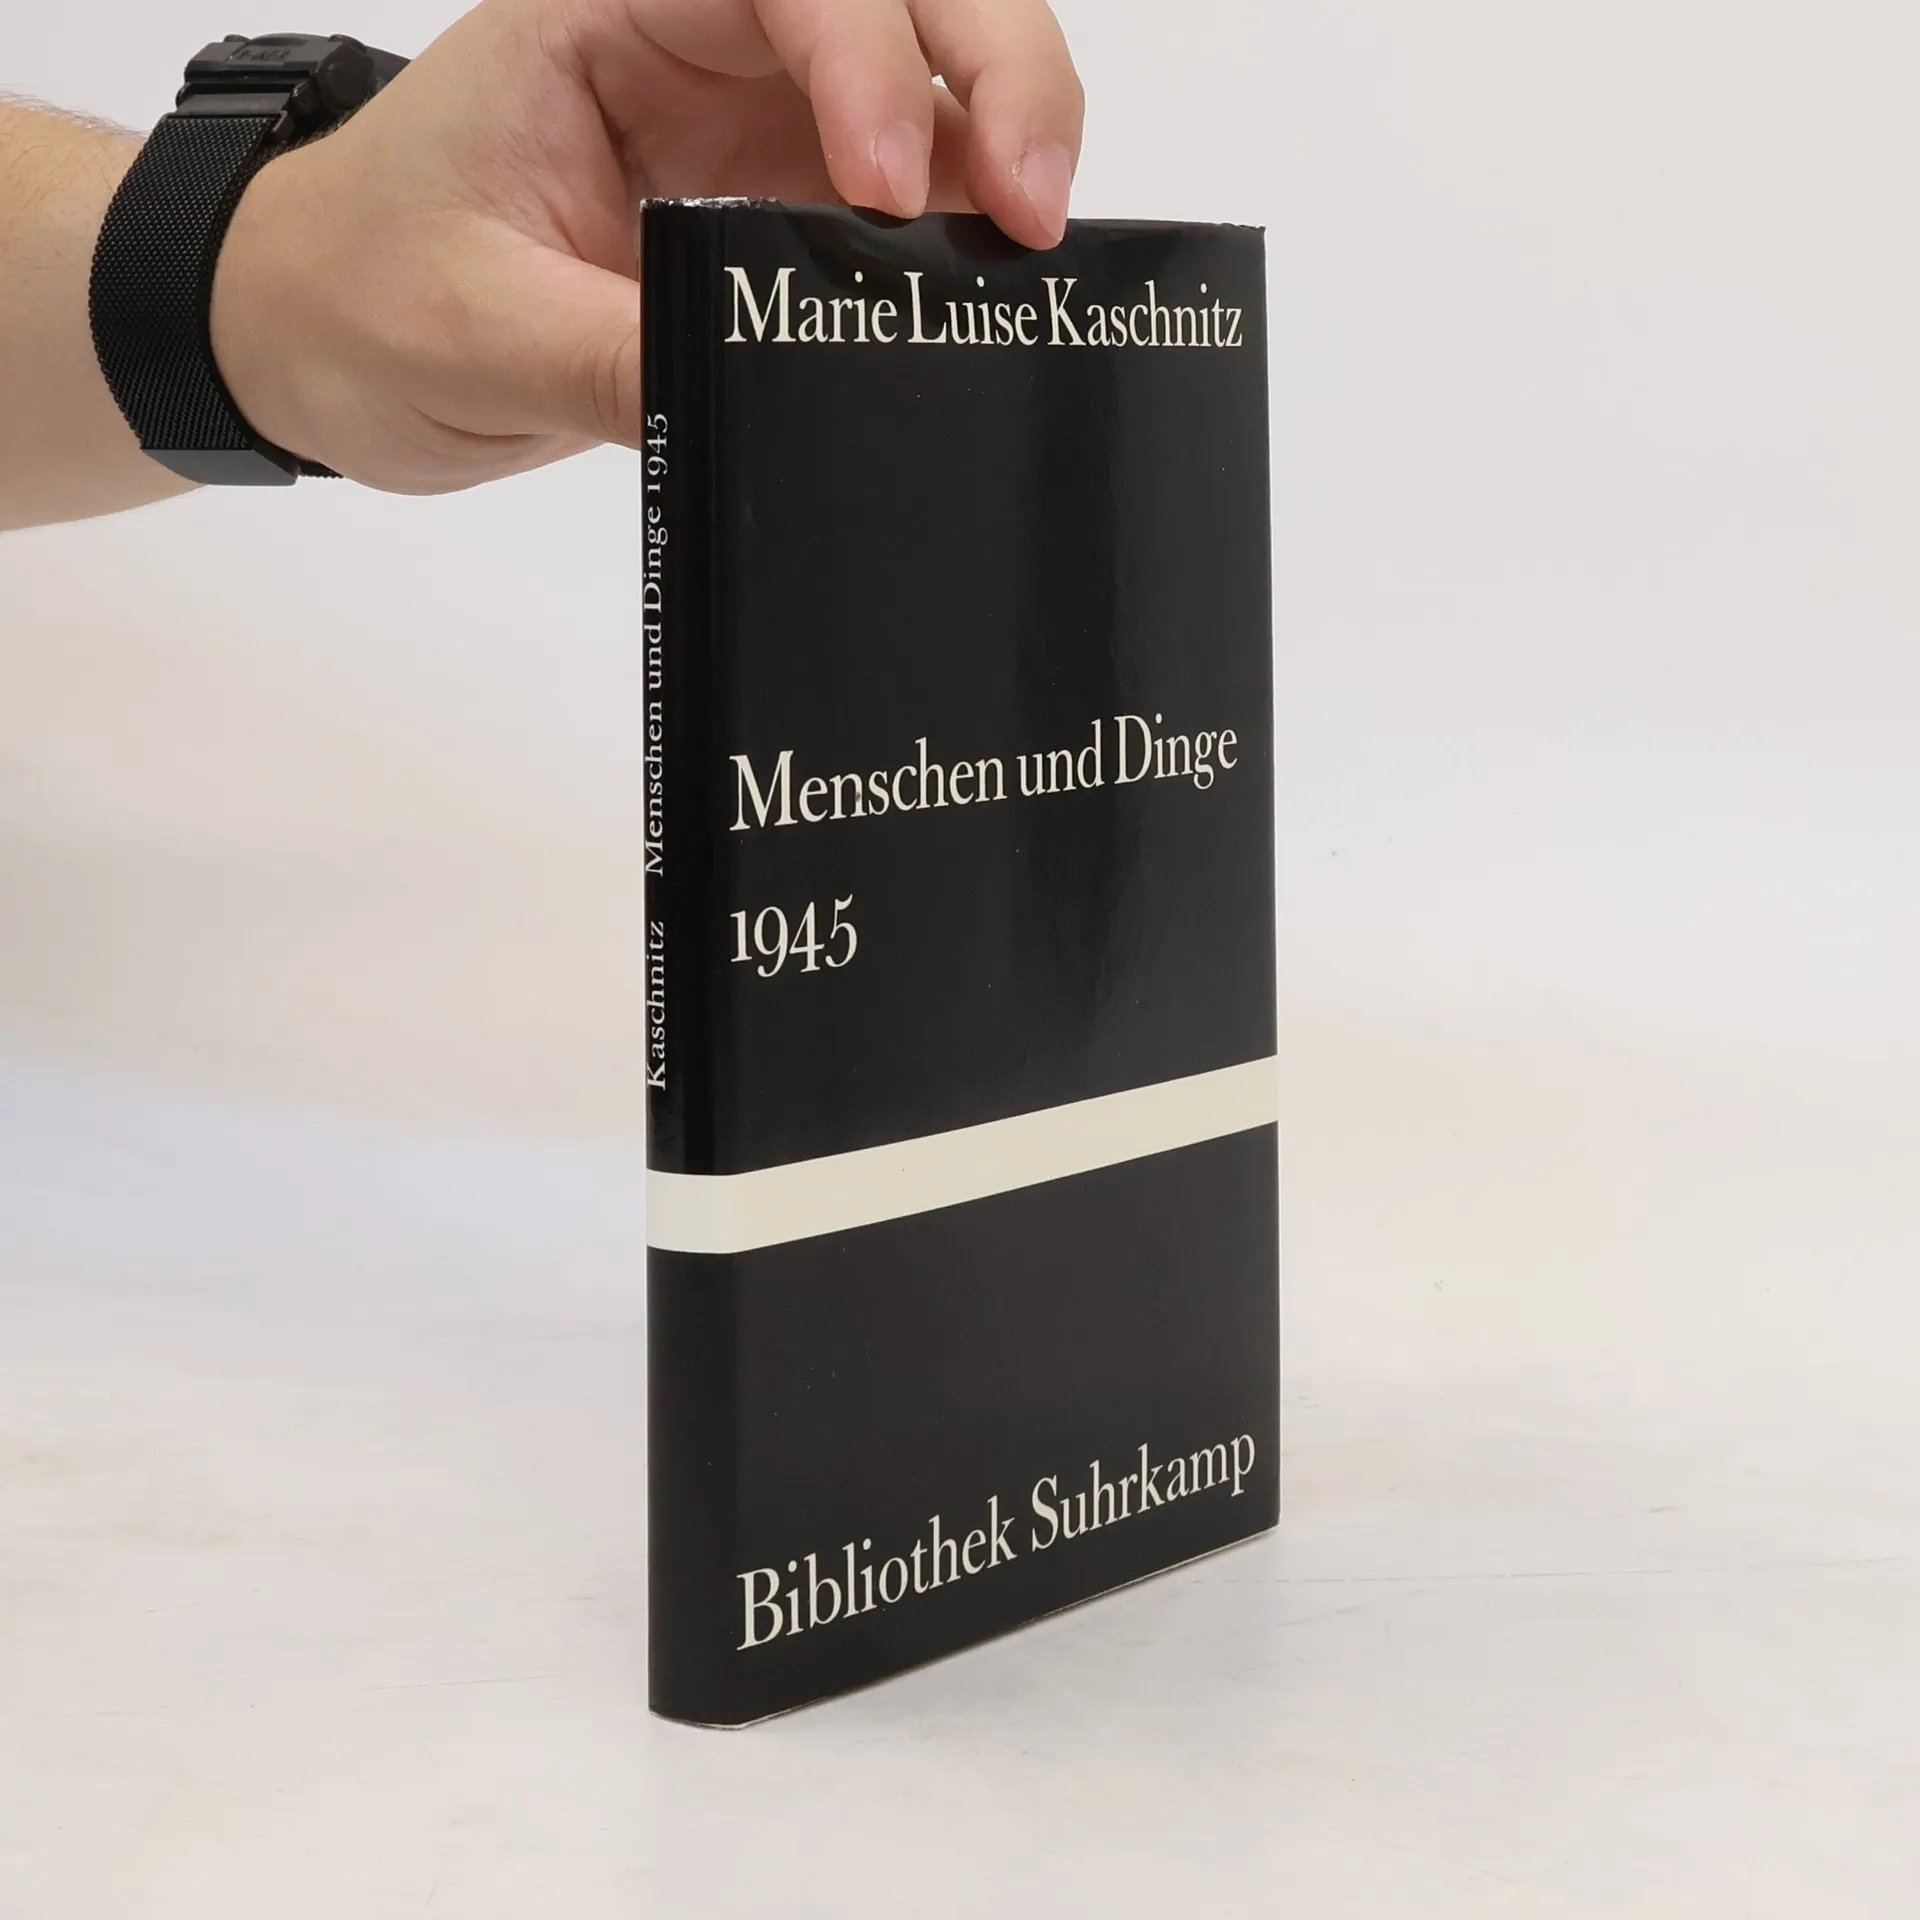 Marie Luise Kaschnitz
Menschen und Dinge
1945
Bibliothek Suhrkamp
Kaschnitz Menschen und Dinge 1945